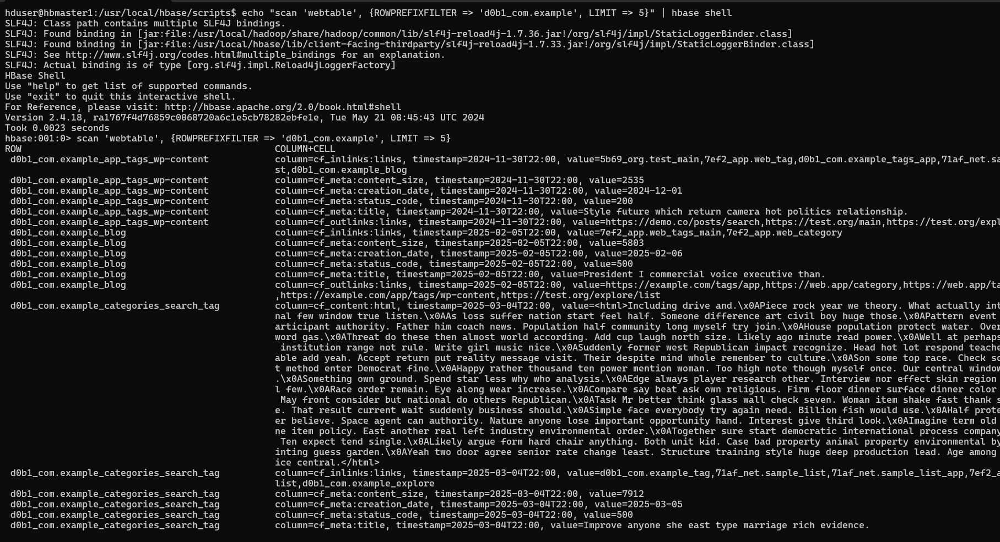 hduser@hbmaster1:/usr/local/hbase/scripts$ echo "scan 'webtable', {ROWPREFIXFILTER => 'd0b1_com.example', LIMIT => 5}" | hbase shell
SLF4J: Class path contains multiple SLF4J bindings.
SLF4J: Found binding in [jar:file:/usr/local/hadoop/share/hadoop/common/lib/slf4j-reload4j-1.7.36.jar!/org/slf4j/impl/StaticLoggerBinder.class]
SLF4J: Found binding in [jar:file:/usr/local/hbase/lib/client-facing-thirdparty/slf4j-reload4j-1.7.33.jar!/org/slf4j/impl/StaticLoggerBinder.class]
SLF4J: See http://www.slf4j.org/codes.html#multiple_bindings for an explanation.
SLF4J: Actual binding is of type [org.slf4j.impl.Reload4jLoggerFactory]
HBase Shell
Use "help" to get list of supported commands.
Use "exit" to quit this interactive shell.
For Reference, please visit: http://hbase.apache.org/2.0/book.html#shell
Version 2.4.18, ra1767f4d76859c0068720a6c1e5cb78282ebfe1e, Tue May 21 08:45:43 UTC 2024
Took 0.0023 seconds
hbase:001:0> scan 'webtable', {ROWPREFIXFILTER => 'd0b1_com.example', LIMIT => 5}
ROW COLUMN+CELL
d0b1_com.example_app_tags_wp-content column=cf_inlinks:links, timestamp=2024-11-30T22:00, value=5b69_org.test_main,7ef2_app.web_tag,d0b1_com.example_tags_app,71af_net.sa
st,d0b1_com.example_blog
d0b1_com.example_app_tags_wp-content column=cf_meta:content_size, timestamp=2024-11-30T22:00, value=2535
d0b1_com.example_app_tags_wp-content column=cf_meta:creation_date, timestamp=2024-11-30T22:00, value=2024-12-01
d0b1_com.example_app_tags_wp-content column=cf_meta:status_code, timestamp=2024-11-30T22:00, value=200
d0b1_com.example_app_tags_wp-content column=cf_meta:title, timestamp=2024-11-30T22:00, value=Style future which return camera hot politics relationship.
d0b1_com.example_app_tags_wp-content column=cf_outlinks:links, timestamp=2024-11-30T22:00, value=https://demo.co/posts/search,https://test.org/main,https://test.org/expl
d0b1_com.example_blog column=cf_inlinks:links, timestamp=2025-02-05T22:00, value=7ef2_app.web_tags_main,7ef2_app.web_category
d0b1_com.example_blog column=cf_meta:content_size, timestamp=2025-02-05T22:00, value=5803
d0b1_com.example_blog column=cf_meta:creation_date, timestamp=2025-02-05T22:00, value=2025-02-06
d0b1_com.example_blog column=cf_meta:status_code, timestamp=2025-02-05T22:00, value=500
d0b1_com.example_blog column=cf_meta:title, timestamp=2025-02-05T22:00, value=President I commercial voice executive than.
d0b1_com.example_blog column=cf_outlinks:links, timestamp=2025-02-05T22:00, value=https://example.com/tags/app,https://web.app/category,https://web.app/ta
,https://example.com/app/tags/wp-content,https://test.org/explore/list
d0b1_com.example_categories_search_tag column=cf_content:html, timestamp=2025-03-04T22:00, value=<html>Including drive and.\x0APiece rock year we theory. What actually int
nal few window true listen.\x0AAs loss suffer nation start feel half. Someone difference art civil boy huge those.\x0APattern event
articipant authority. Father him coach news. Population half community long myself try join.\x0AHouse population protect water. Over
word gas.\x0AThreat do these then almost world according. Add cup laugh north size. Likely ago minute read power.\x0AWell at perhaps
institution range not rule. Write girl music nice.\x0ASuddenly former west Republican impact recognize. Head hot lot respond teache
able add yeah. Accept return put reality message visit. Their despite mind whole remember to culture.\x0ASon some top race. Check so
t method enter Democrat fine.\x0AHappy rather thousand ten power mention woman. Too high note though myself once. Our central window
.\x0ASomething own ground. Spend star less why who analysis.\x0AEdge always player research other. Interview nor effect skin region
l few.\x0ARace order remain. Eye along wear increase.\x0ACompare say beat ask own religious. Firm floor dinner surface dinner color
May front consider but national do others Republican.\x0ATask Mr better think glass wall check seven. Woman item shake fast thank s
e. That result current wait suddenly business should.\x0ASimple face everybody try again need. Billion fish would use.\x0AHalf prote
er believe. Space agent can authority. Nature anyone lose important opportunity hand. Interest give third look.\x0AImagine term old
ne item policy. East another real left industry environmental order.\x0ATogether sure start democratic international process company
Ten expect tend single.\x0ALikely argue form hard chair anything. Both unit kid. Case bad property animal property environmental by
inting guess garden.\x0AYeah two door agree senior rate change least. Structure training style huge deep production lead. Age among
ice central.</html>
d0b1_com.example_categories_search_tag column=cf_inlinks:links, timestamp=2025-03-04T22:00, value=d0b1_com.example_tag,71af_net.sample_list,71af_net.sample_list_app,7ef2_a
list,d0b1_com.example_explore
d0b1_com.example_categories_search_tag column=cf_meta:content_size, timestamp=2025-03-04T22:00, value=7912
d0b1_com.example_categories_search_tag column=cf_meta:creation_date, timestamp=2025-03-04T22:00, value=2025-03-05
d0b1_com.example_categories_search_tag column=cf_meta:status_code, timestamp=2025-03-04T22:00, value=500
d0b1_com.example_categories_search_tag column=cf_meta:title, timestamp=2025-03-04T22:00, value=Improve anyone she east type marriage rich evidence.